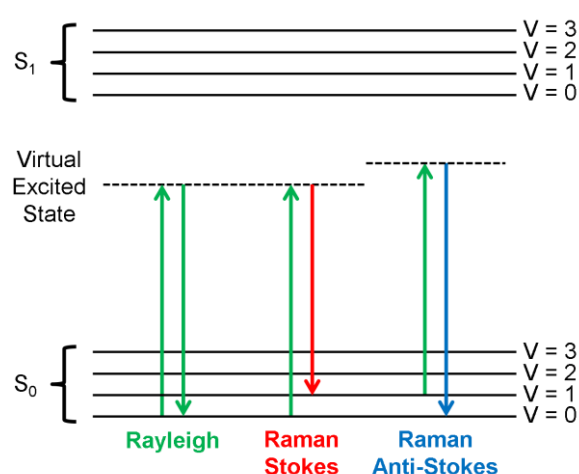 S1
V = 3
V = 2
V = 1
V = 0
Virtual
Excited
State
S0
V = 3
V = 2
V = 1
V = 0
Rayleigh
Raman
Stokes
Raman
Anti-Stokes